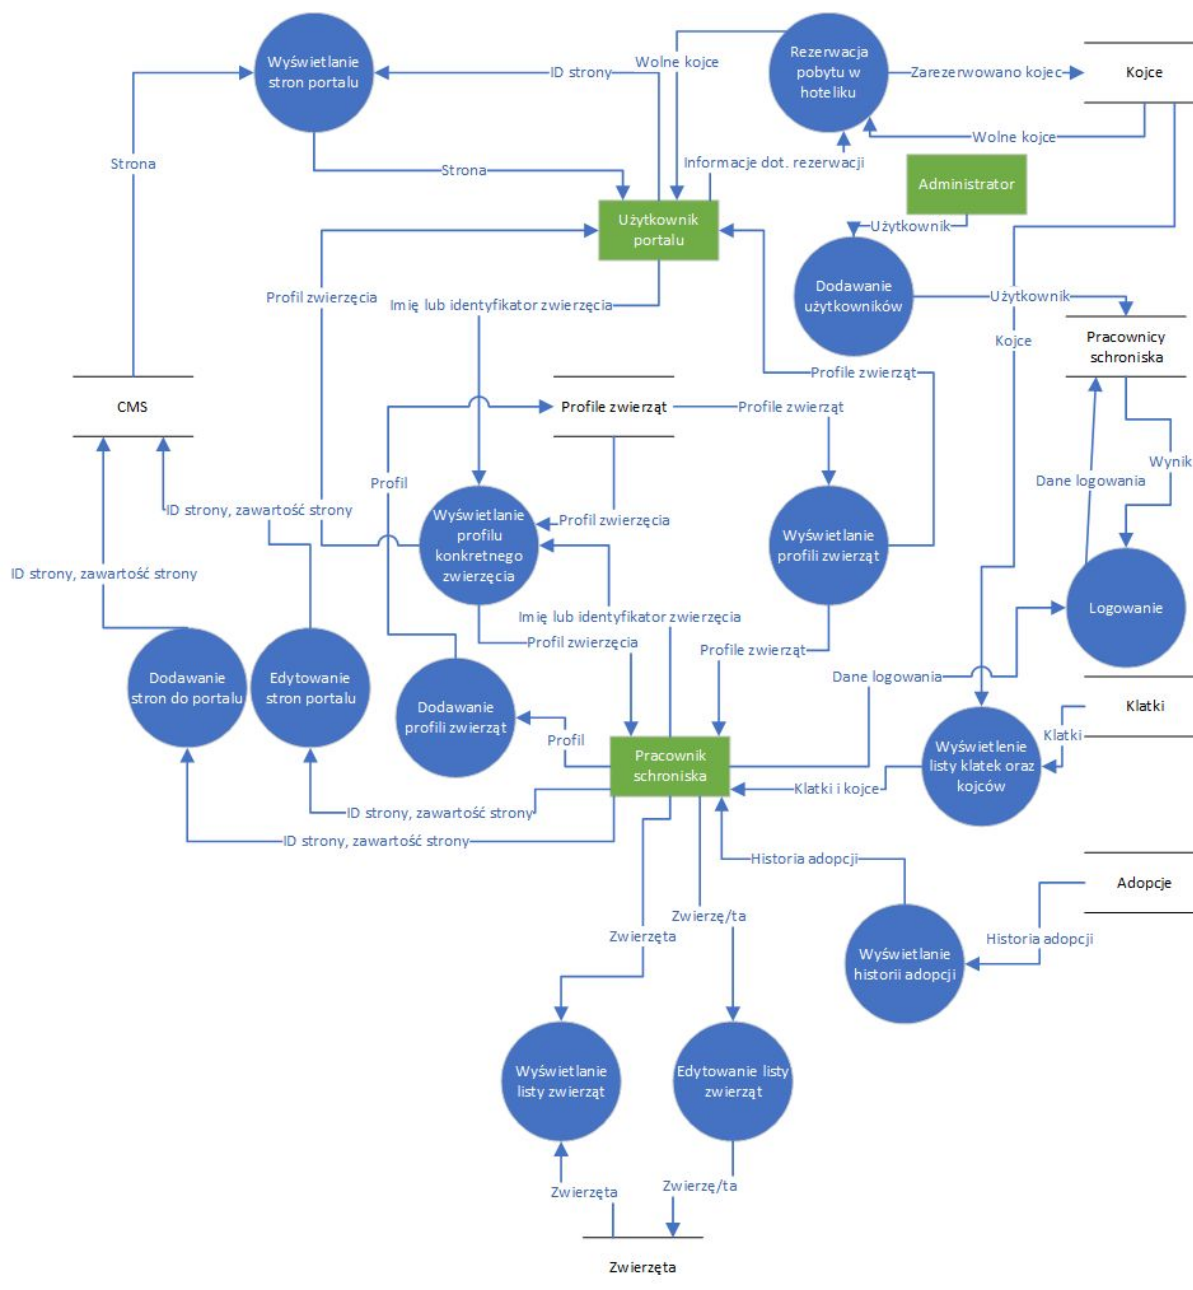 Wyświetlanie
stron portalu
ID strony
Wolne kojce
Rezerwacja
pobytu w
hoteliku
Zarezerwowano kojec
Kojce
Wolne kojce
Strona
Strona
Informacje dot. rezerwacji
Administrator
Użytkownik
portalu
Użytkownik
Profil zwierzęcia
Imię lub identyfikator zwierzęcia
Dodawanie
użytkowników
Użytkownik
Kojce
Pracownicy
schroniska
Profile zwierząt
CMS
Profile zwierząt
Profile zwierząt
Wynik
Profil
Dane logowania
ID strony, zawartość strony
Wyświetlanie
profilu
konkretnego
zwierzęcia
Profil zwierzęcia
Wyświetlanie
profili zwierząt
ID strony, zawartość strony
Logowanie
Imię lub identyfikator zwierzęcia
Profil zwierzęcia
Profile zwierząt
Dodawanie
stron do portalu
Edytowanie
stron portalu
Dane logowania
Dodawanie
profili zwierząt
Klatki
Profil
Klatki
Pracownik
schroniska
Wyświetlenie
listy klatek oraz
kojców
Klatki i kojce
ID strony, zawartość strony
ID strony, zawartość strony
Historia adopcji
Adopcje
Zwierzę/ta
Zwierzęta
Historia adopcji
Wyświetlanie
historii adopcji
Wyświetlanie
listy zwierząt
Edytowanie listy
zwierząt
Zwierzęta
Zwierzę/ta
Zwierzęta